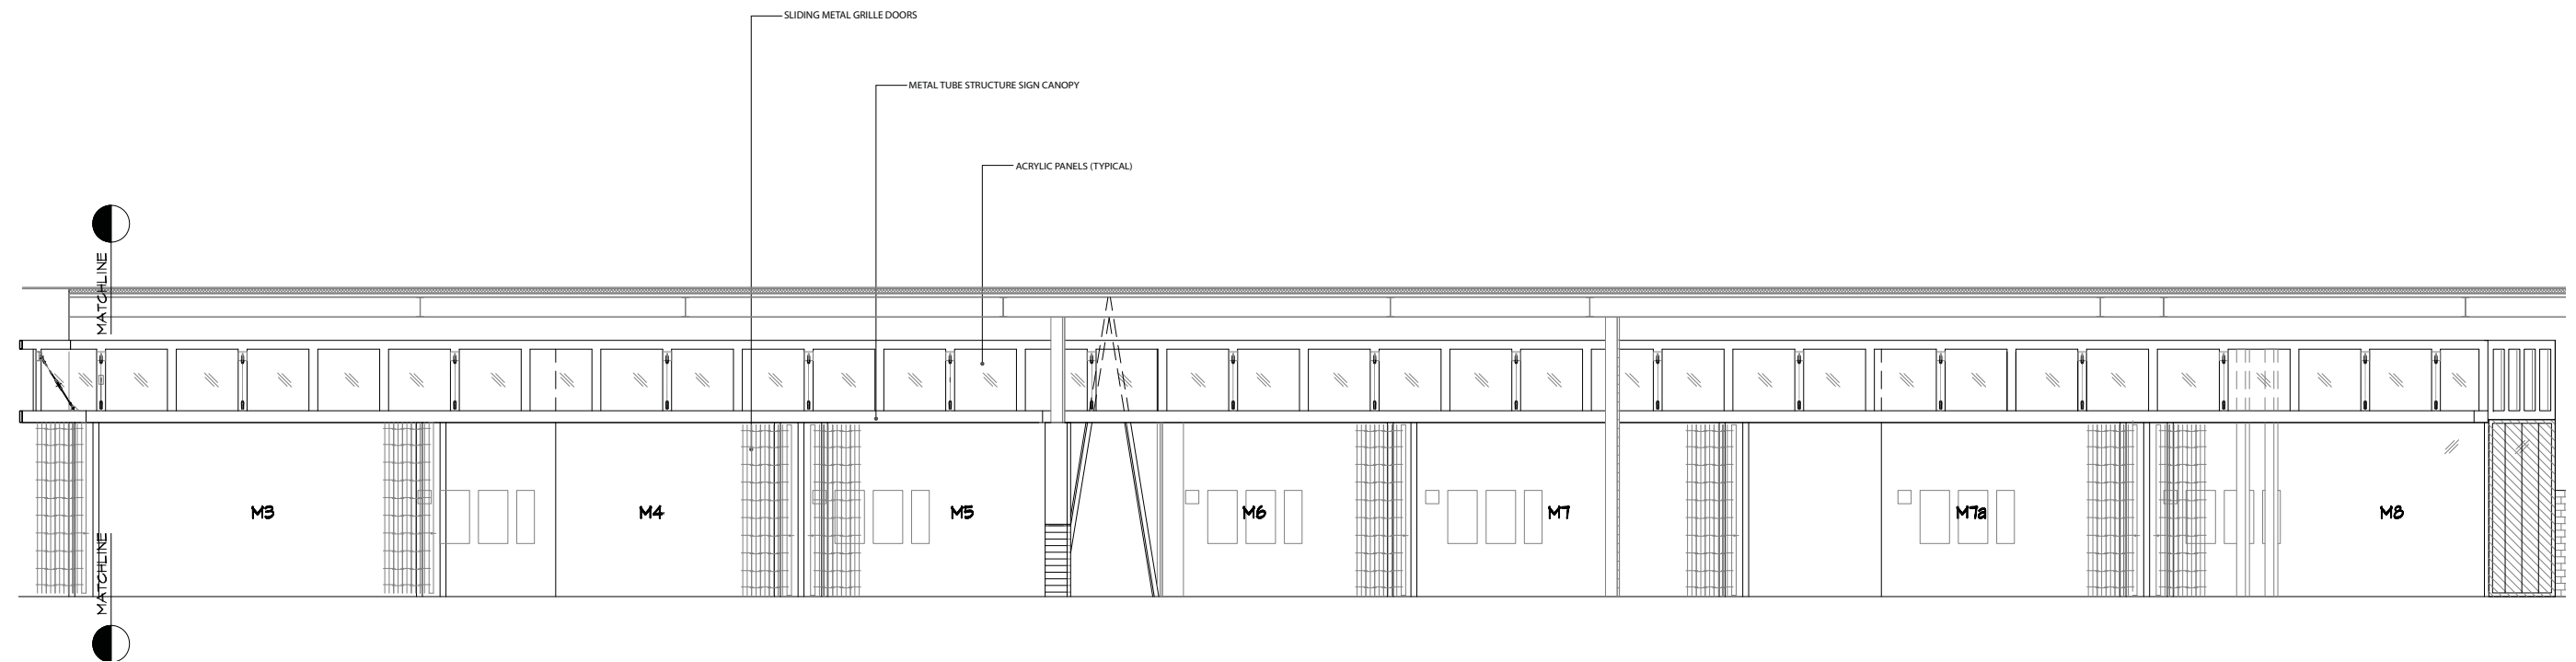 SLIDING METAL GRILLE DOORS
METAL TUBE STRUCTURE SIGN CANOPY
ACRYLIC PANELS (TYPICAL)
MATCHLINE
M3
M4
M5
M6
M7
M7a
M8
MATCHLINE